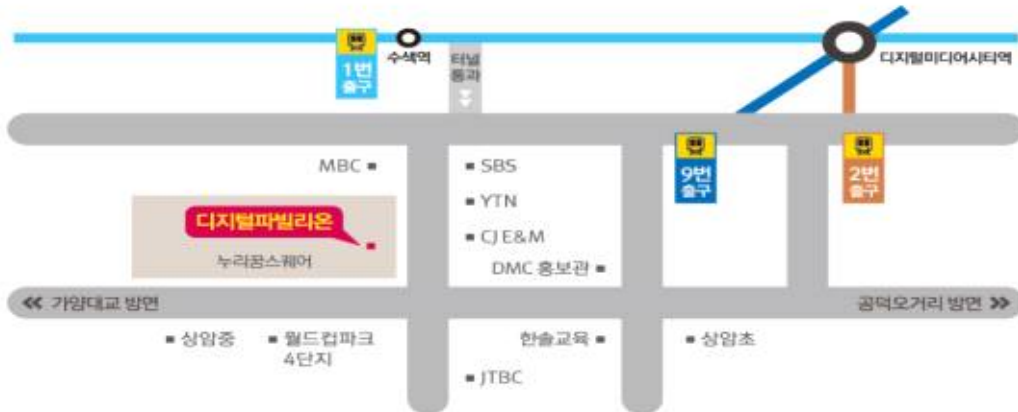 1번
출구
수색역
터널
통과
디지털미디어시티역
9번
출구
2번
출구
MBC
SBS
YTN
CJ E&M
DMC 홍보관
디지털파빌리온
누리꿈스퀘어
가양대교 방면
공덕오거리 방면
상암중
월드컵파크
4단지
한솔교육
상암초
JTBC